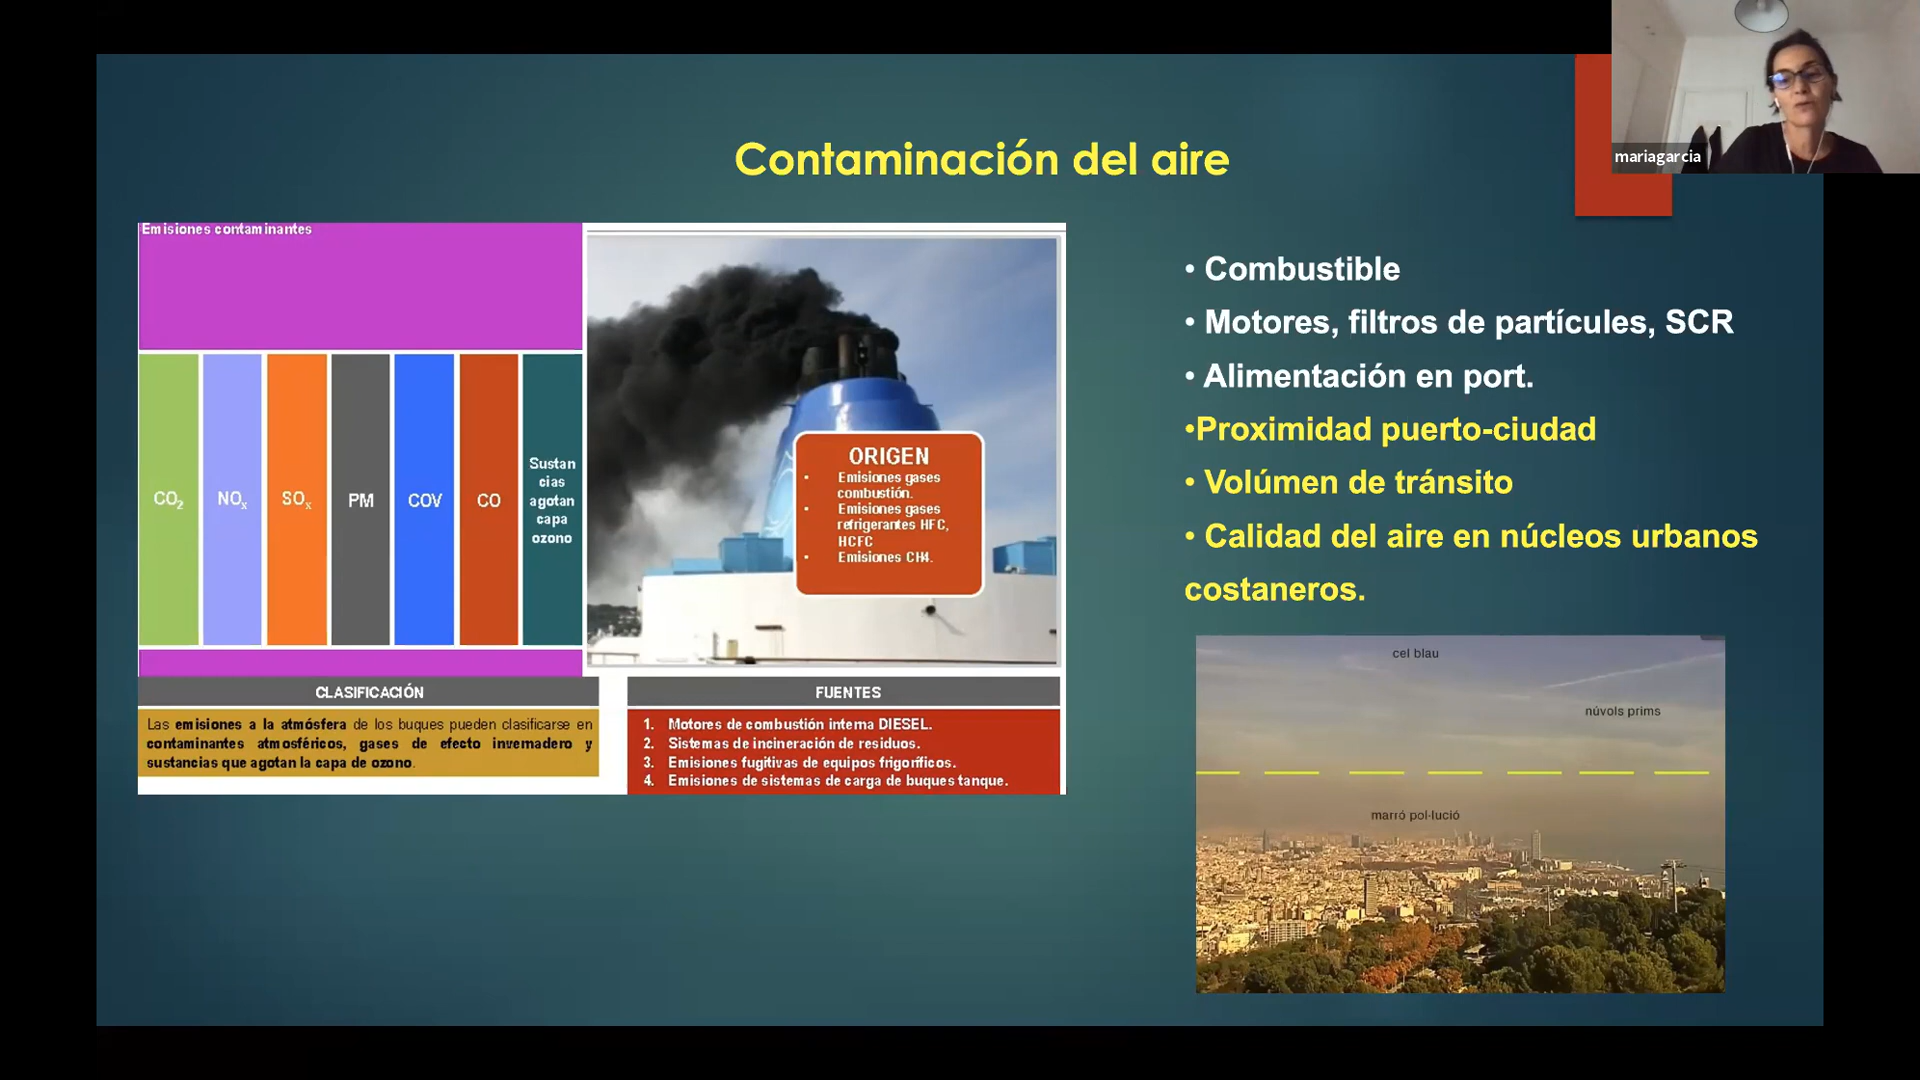 mariagarcia
Contaminación del aire
Emisiones contaminantes
CO2
NOx
SOx
PM
COV
CO
Sustan
cias
agotan
capa
ozono
ORIGEN
• Emisiones gases
combustión.
• Emisiones gases
refrigerantes HFC,
HCFC
• Emisiones CH4.
CLASIFICACIÓN
Las emisiones a la atmósfera de los buques pueden clasificarse en
contaminantes atmosféricos, gases de efecto invernadero y
sustancias que agotan la capa de ozono.
FUENTES
1. Motores de combustión interna DIESEL.
2. Sistemas de incineración de residuos.
3. Emisiones fugitivas de equipos frigoríficos.
4. Emisiones de sistemas de carga de buques tanque.
• Combustible
• Motores, filtros de partícules, SCR
• Alimentación en port.
•Proximidad puerto-ciudad
• Volúmen de tránsito
• Calidad del aire en núcleos urbanos
costaneros.
cel blau
núvols prims
marró pol·lució